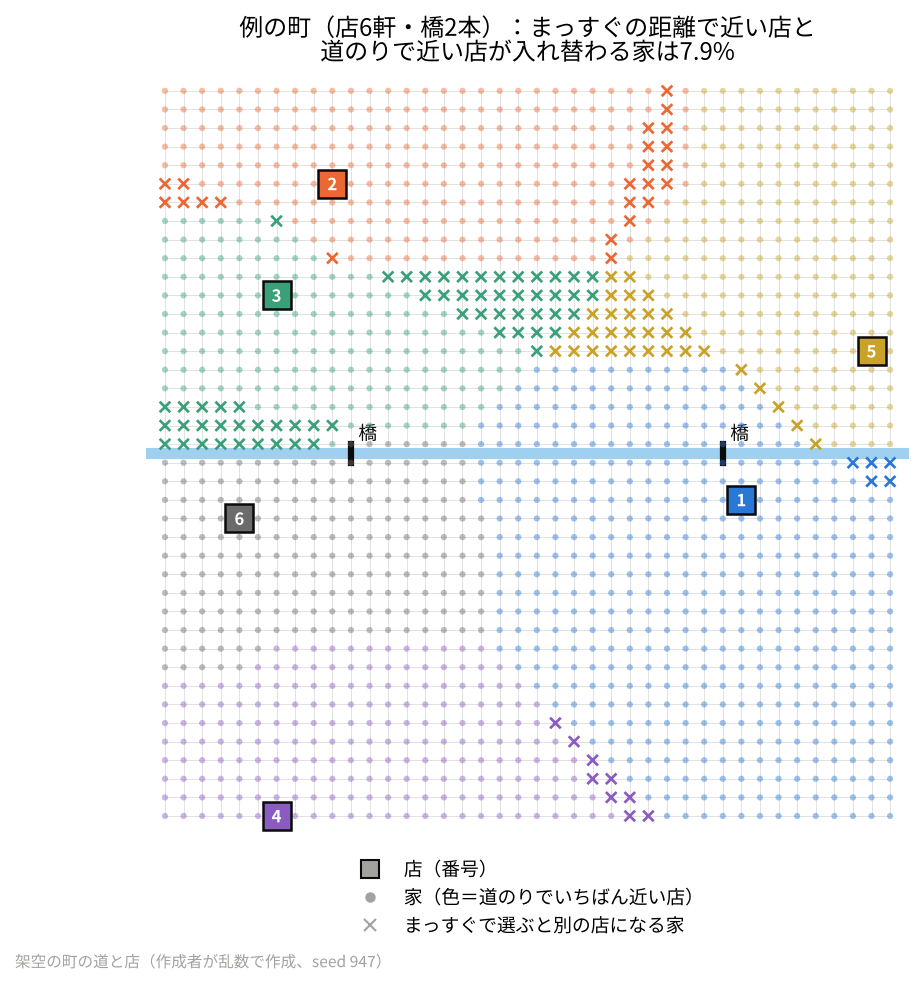 例の町（店6軒・橋2本）：まっすぐの距離で近い店と
道のりで近い店が入れ替わる家は7.9%
2
3
5
橋
橋
1
6
4
店（番号）
家（色＝道のりでいちばん近い店）
まっすぐで選ぶと別の店になる家
架空の町の道と店（作成者が乱数で作成、seed 947）